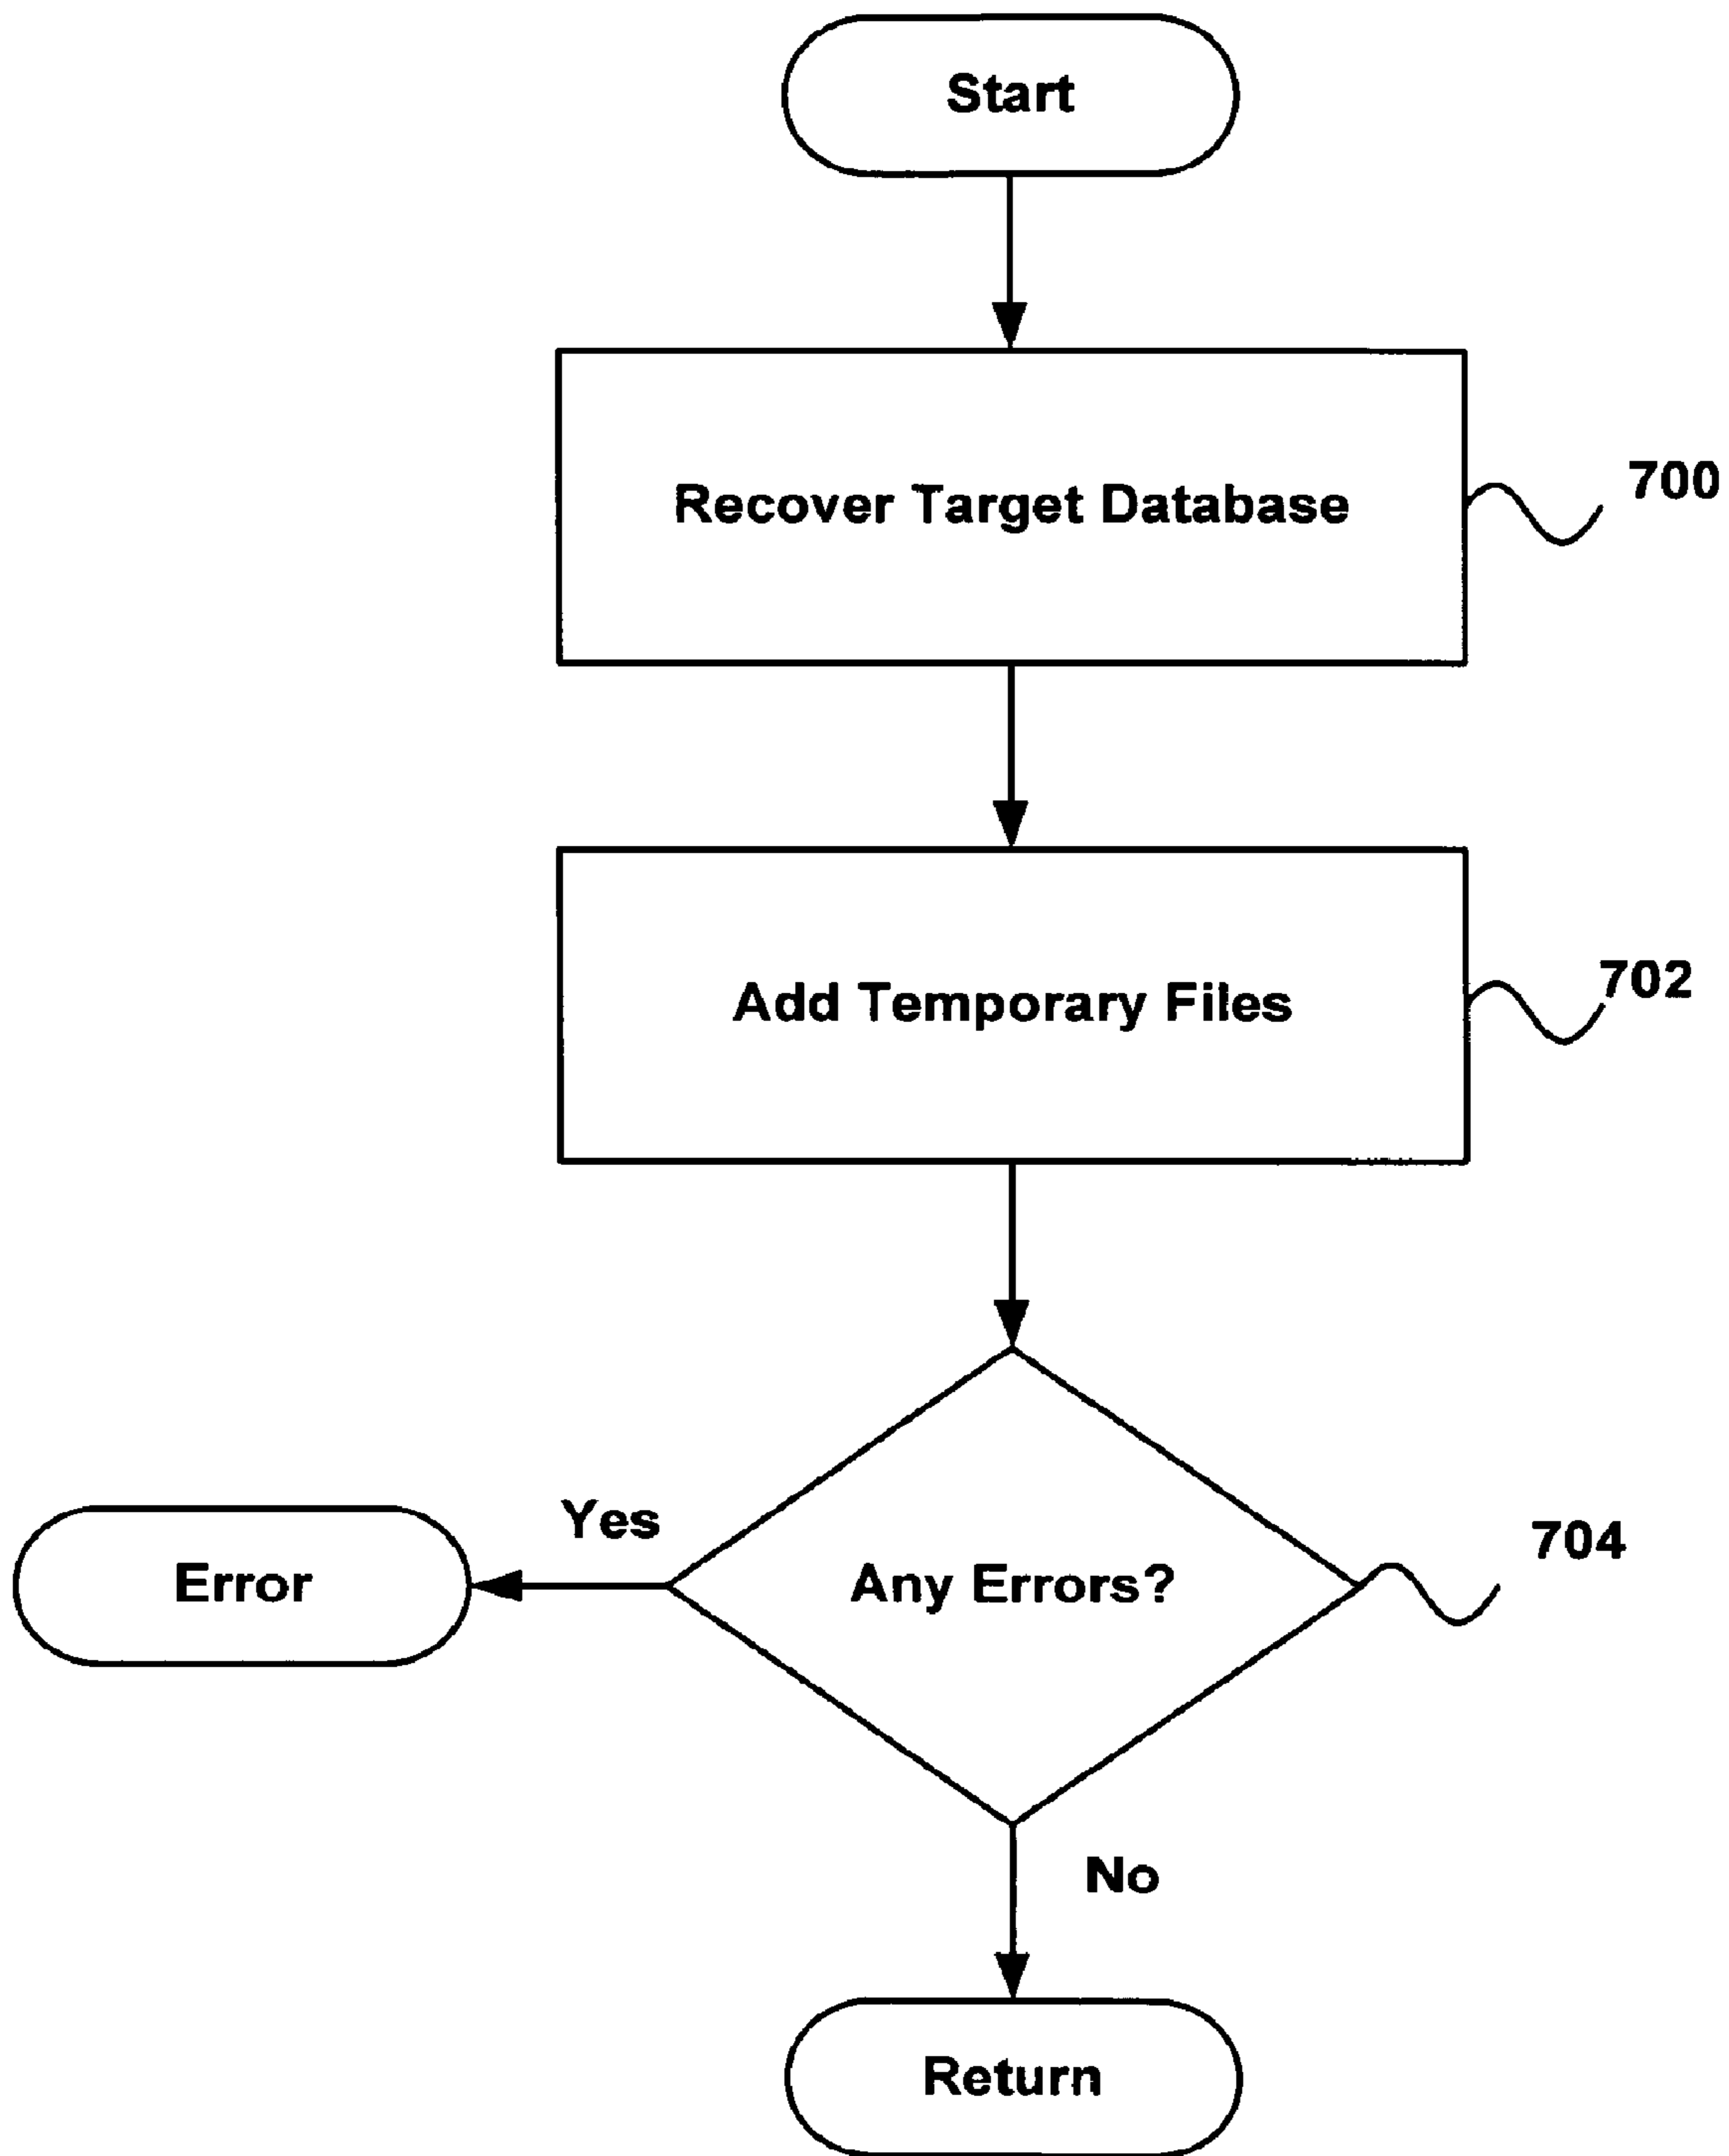 Start
Recover Target Database
700
Add Temporary Files
702
Yes
Error
Any Errors?
704
No
Return